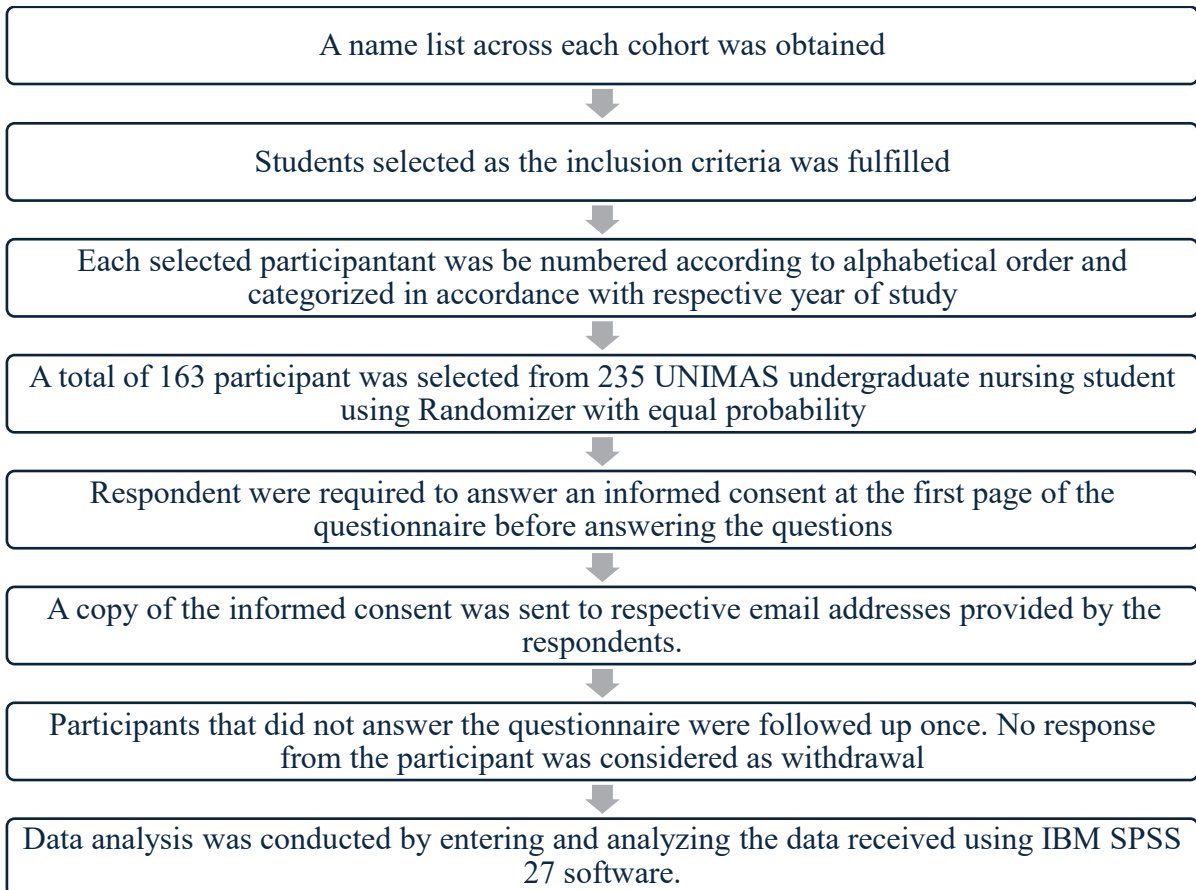 A name list across each cohort was obtained
Students selected as the inclusion criteria was fulfilled
Each selected participantant was be numbered according to alphabetical order and
categorized in accordance with respective year of study
A total of 163 participant was selected from 235 UNIMAS undergraduate nursing student
using Randomizer with equal probability
Respondent were required to answer an informed consent at the first page of the
questionnaire before answering the questions
A copy of the informed consent was sent to respective email addresses provided by the
respondents.
Participants that did not answer the questionnaire were followed up once. No response
from the participant was considered as withdrawal
Data analysis was conducted by entering and analyzing the data received using IBM SPSS
27 software.